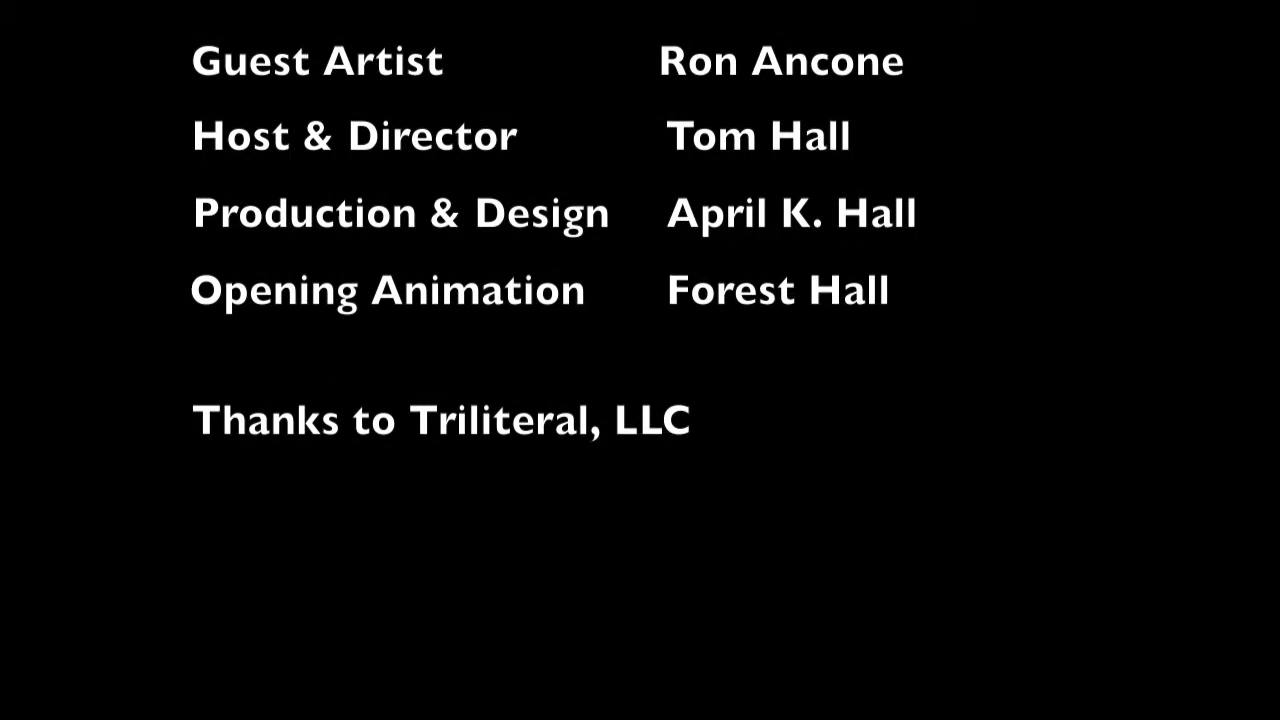 Guest Artist Ron Ancone
Host & Director Tom Hall
Production & Design April K. Hall
Opening Animation Forest Hall
Thanks to Triliteral, LLC